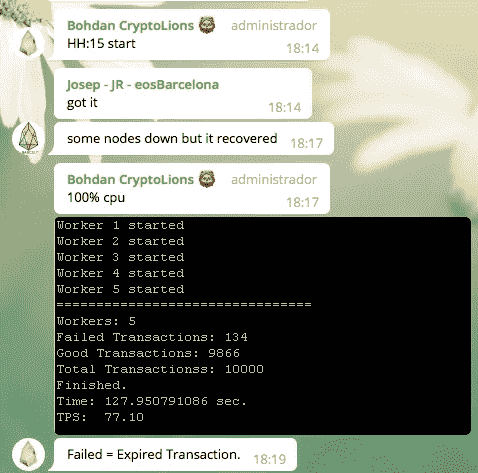 Bohdan CryptoLions administrador
HH:15 start
18:14
Josep - JR - eosBarcelona
got it
18:14
some nodes down but it recovered 18:17
Bohdan CryptoLions administrador
100% cpu
18:17
Worker 1 started
Worker 2 started
Worker 3 started
Worker 4 started
Worker 5 started
================================
Workers: 5
Failed Transactions: 134
Good Transactions: 9866
Total Transactionss: 10000
Finished.
Time: 127.950791086 sec.
TPS:  77.10
Failed = Expired Transaction. 18:19